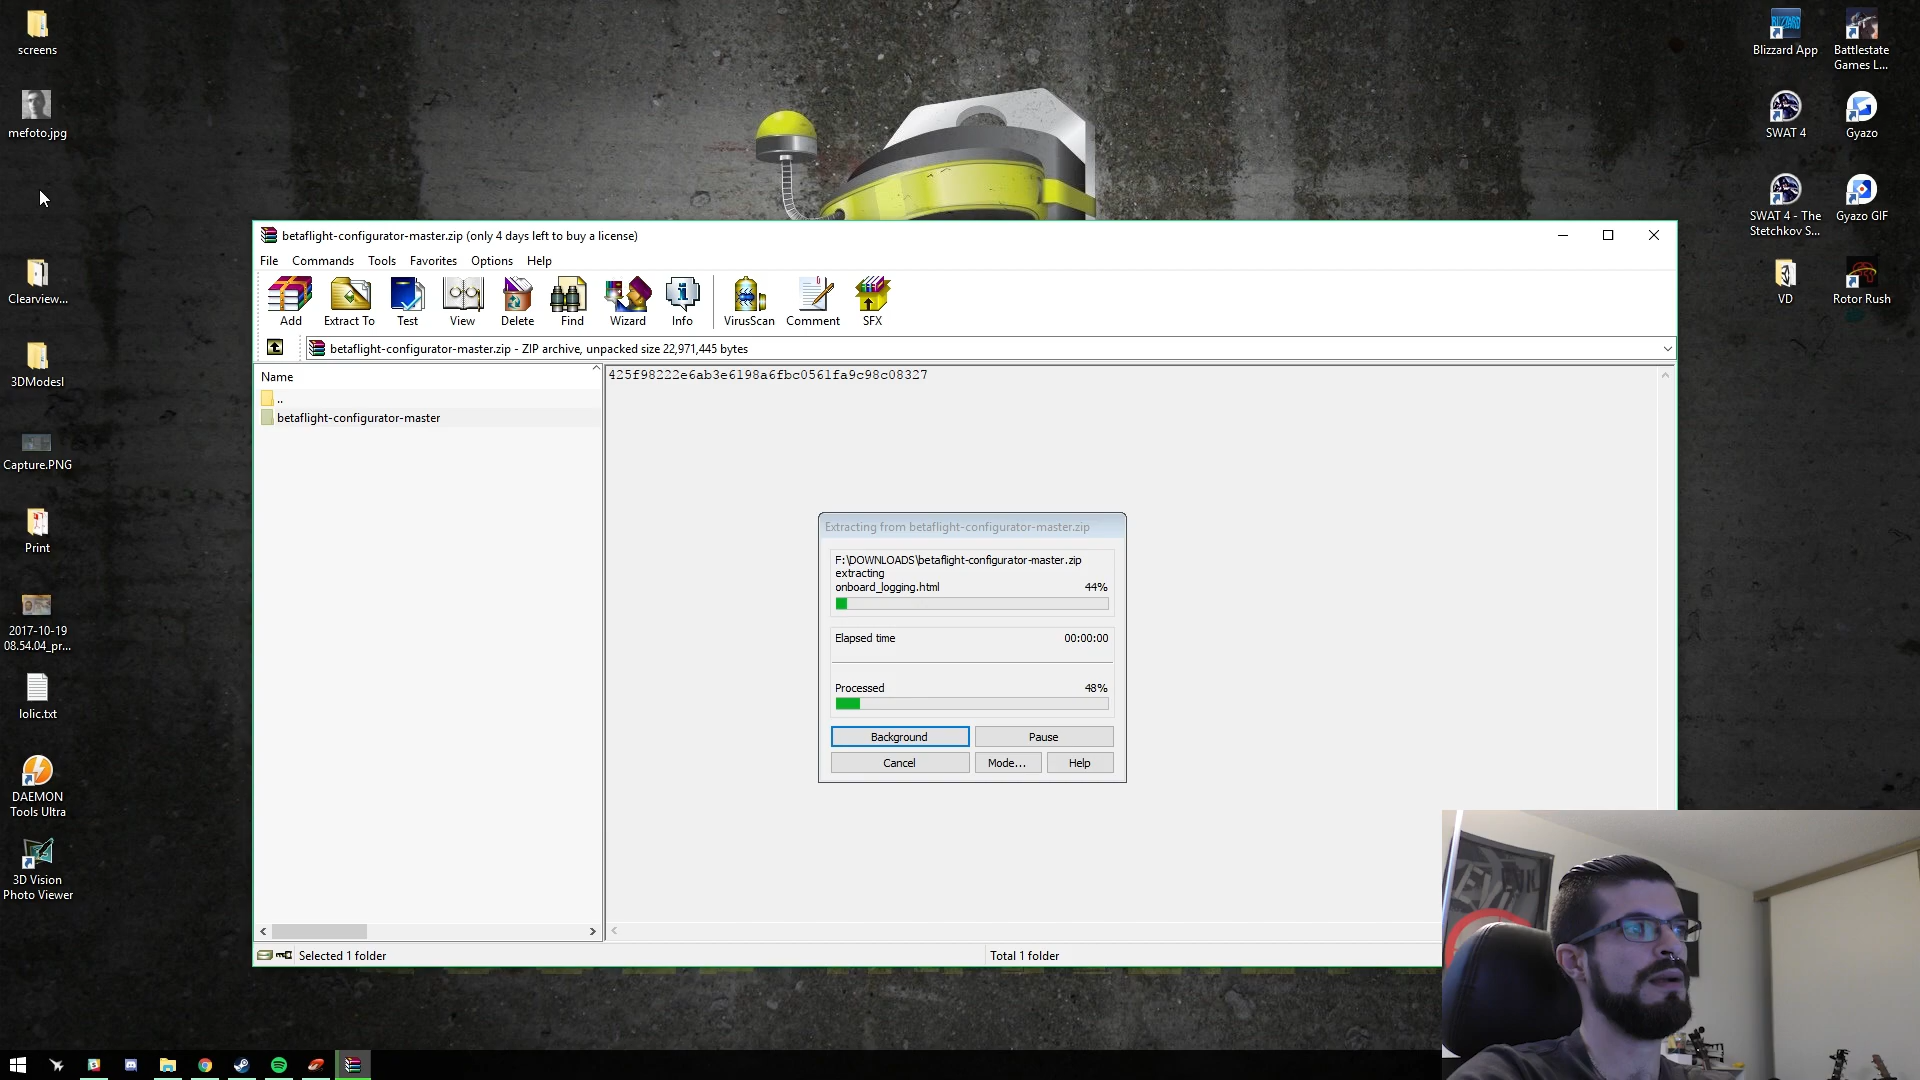 screens
mefoto.jpg
Clearview...
3DModesl
Capture.PNG
Print
2017-10-19
08.54.04_pr...
lolic.txt
DAEMON
Tools Ultra
3D Vision
Photo Viewer
Blizzard App
Battlestate
Games L...
SWAT 4
Gyazo
SWAT 4 - The
Stetchkov S...
Gyazo GIF
VD
Rotor Rush
betaflight-configurator-master.zip (only 4 days left to buy a license)
File Commands Tools Favorites Options Help
Add Extract To Test View Delete Find Wizard Info VirusScan Comment SFX
betaflight-configurator-master.zip - ZIP archive, unpacked size 22,971,445 bytes
Name
..
betaflight-configurator-master
425f98222e6ab3e6198a6fbc0561fa9c98c08327
Extracting from betaflight-configurator-master.zip
F:\DOWNLOADS\betaflight-configurator-master.zip
extracting
onboard_logging.html 44%
Elapsed time 00:00:00
Processed 48%
Background Pause
Cancel Mode... Help
Selected 1 folder Total 1 folder